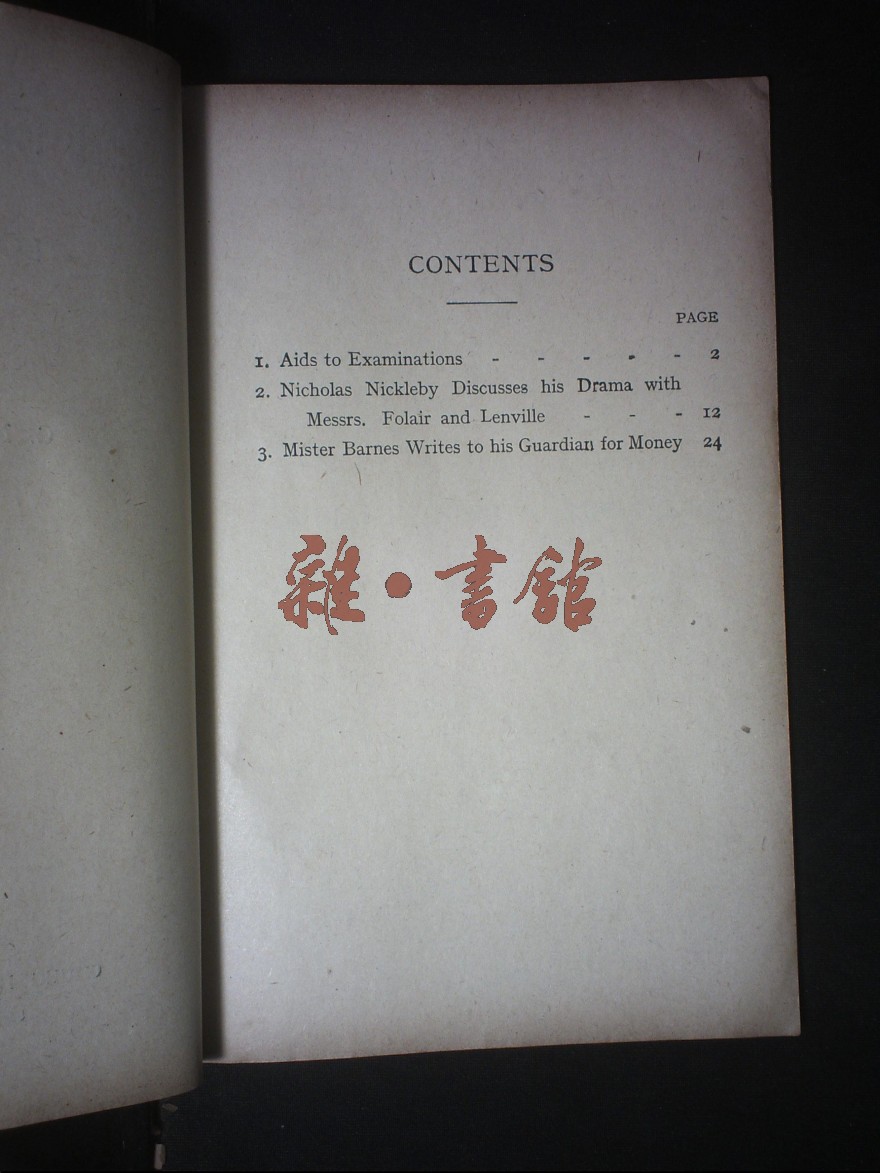 CONTENTS
PAGE
1. Aids to Examinations - - - - - 2
2. Nicholas Nickleby Discusses his Drama with
Messrs. Folair and Lenville - - - 12
3. Mister Barnes Writes to his Guardian for Money 24
雜•書館